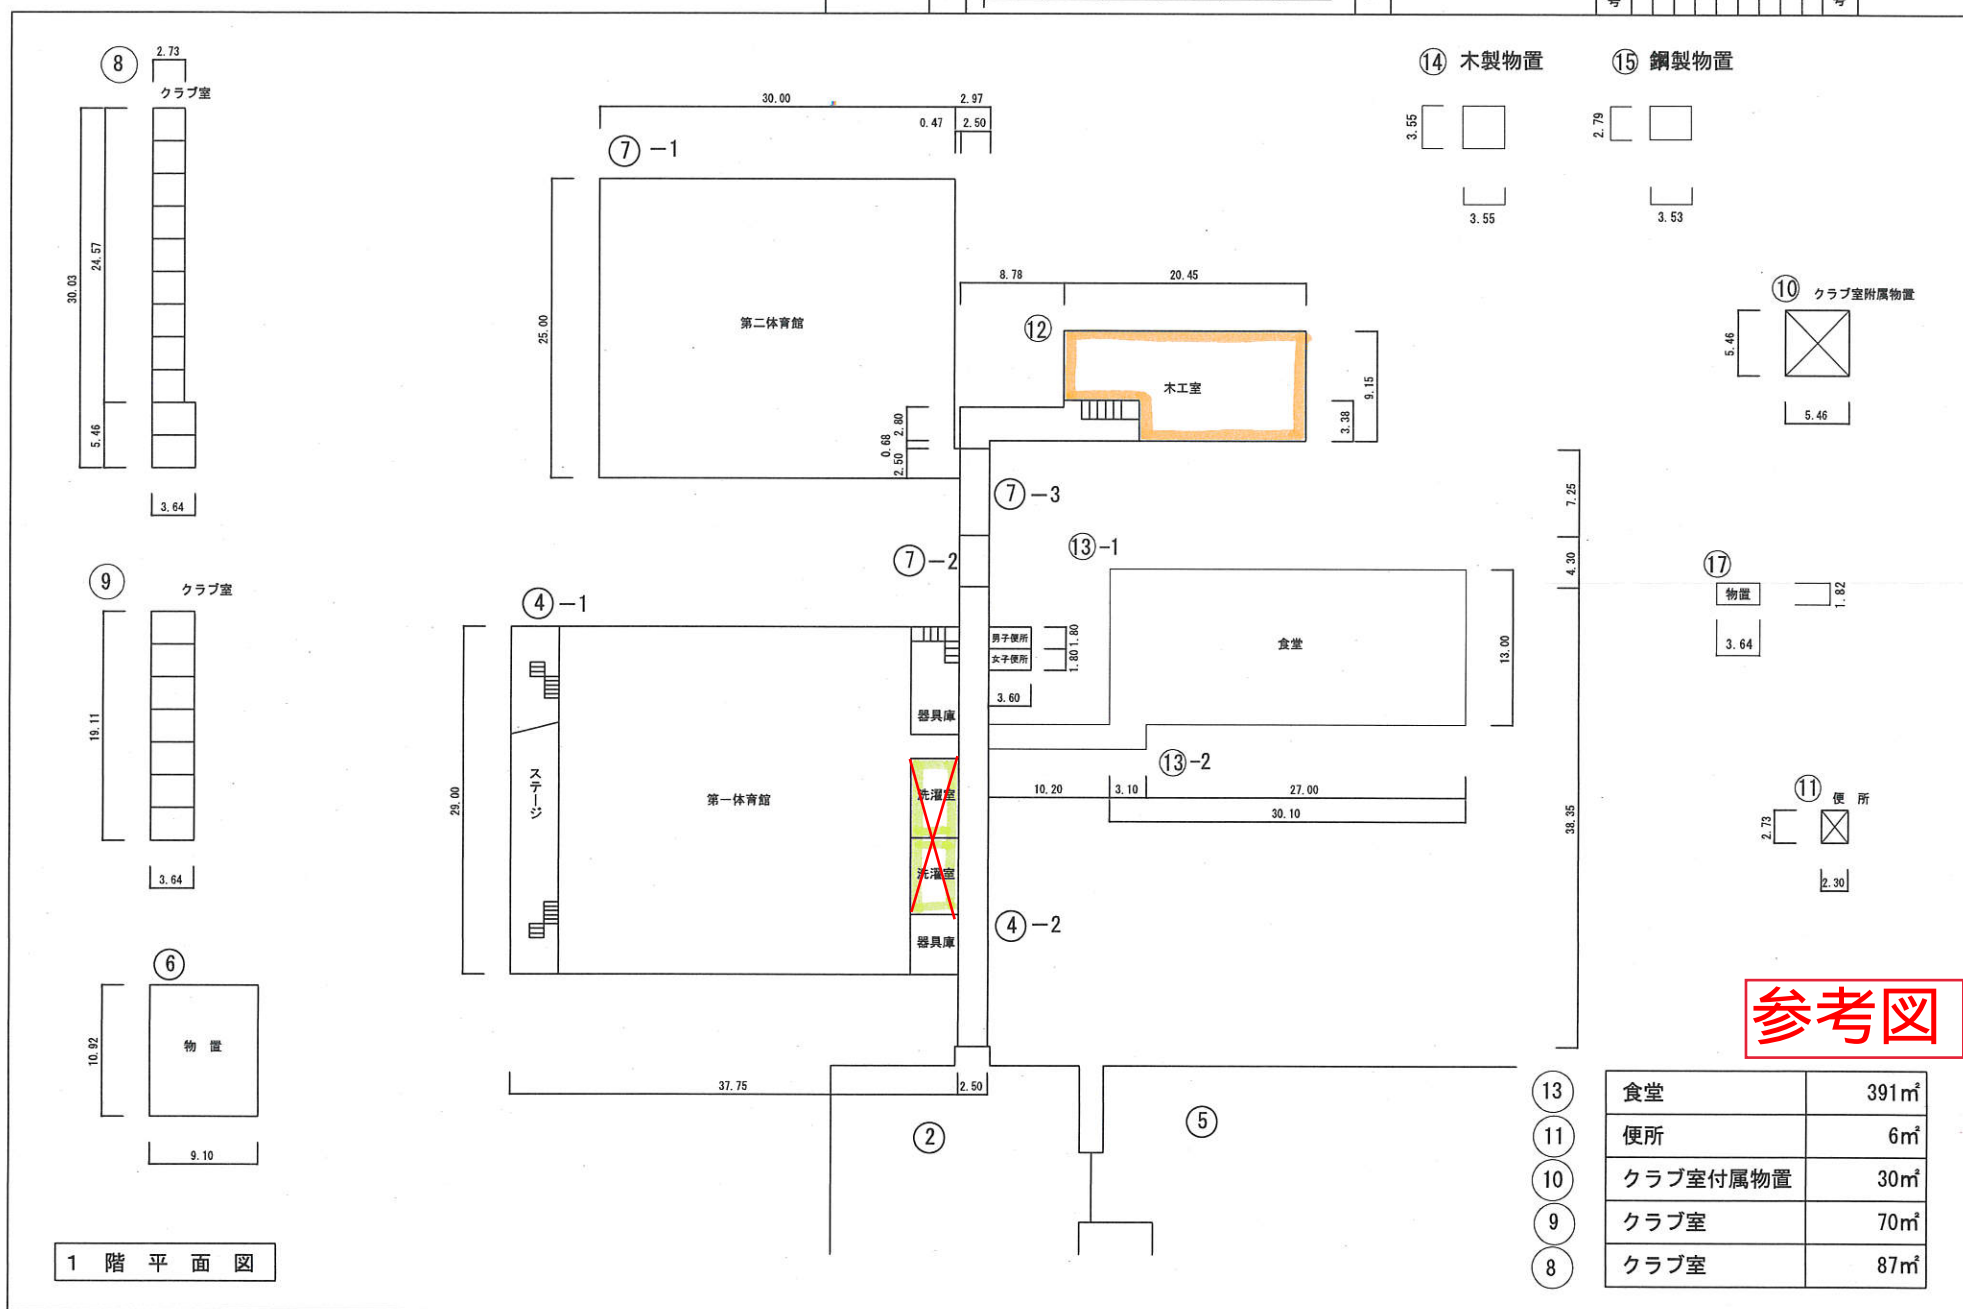 号
号
⑧
2.73
クラブ室
30.03
24.57
5.46
3.64
⑨
クラブ室
19.11
3.64
⑥
物 置
10.92
9.10
1 階 平 面 図
30.00
2.97
0.47
2.50
⑦-1
25.00
第二体育館
2.80
0.68
2.50
8.78
20.45
⑫
木工室
3.38
9.15
⑦-3
⑦-2
④-1
29.00
ステージ
第一体育館
器具庫
洗濯室
洗濯室
器具庫
男子便所
女子便所
1.80
1.80
3.60
⑬-1
食堂
13.00
⑬-2
10.20
3.10
27.00
30.10
④-2
37.75
2.50
②
⑤
7.25
4.30
38.35
⑭ 木製物置
3.55
3.55
⑮ 鋼製物置
2.79
3.53
⑩ クラブ室附属物置
5.46
5.46
⑰
物置
1.82
3.64
⑪ 便 所
2.73
2.30
参考図
⑬ 食堂 391㎡
⑪ 便所 6㎡
⑩ クラブ室付属物置 30㎡
⑨ クラブ室 70㎡
⑧ クラブ室 87㎡